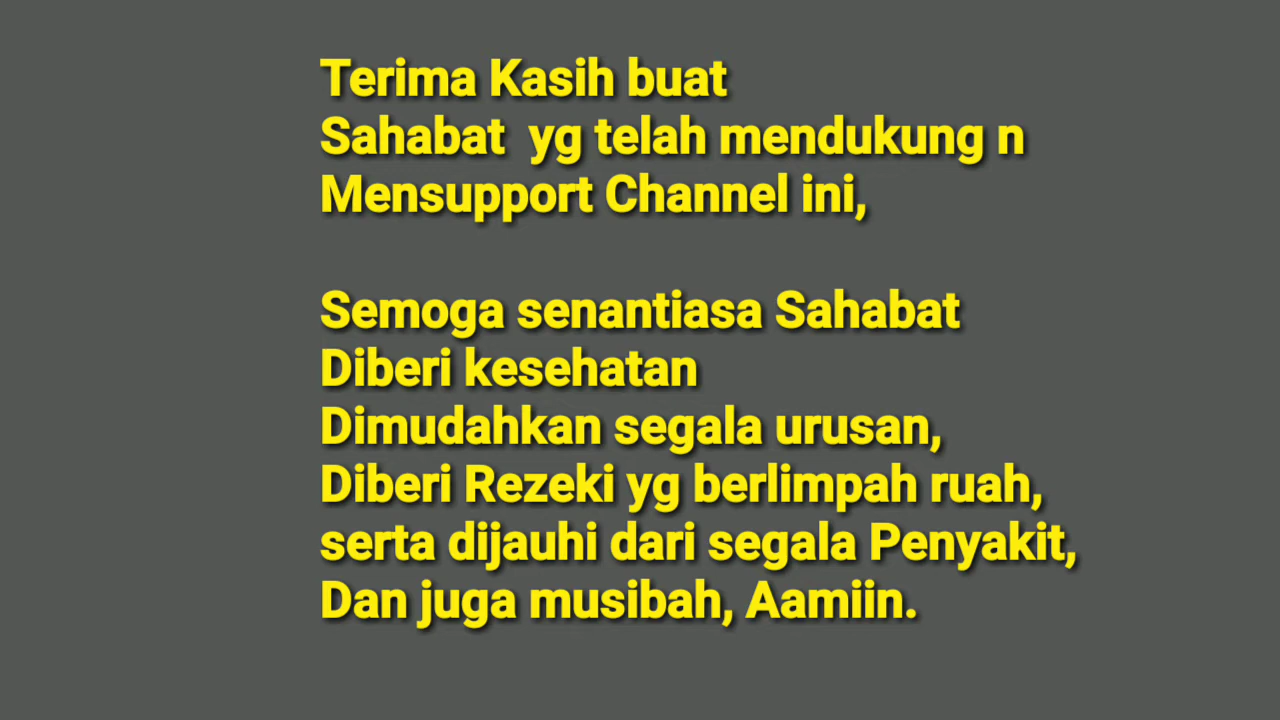 Terima Kasih buat
Sahabat  yg telah mendukung n
Mensupport Channel ini,
Semoga senantiasa Sahabat
Diberi kesehatan
Dimudahkan segala urusan,
Diberi Rezeki yg berlimpah ruah,
serta dijauhi dari segala Penyakit,
Dan juga musibah, Aamiin.